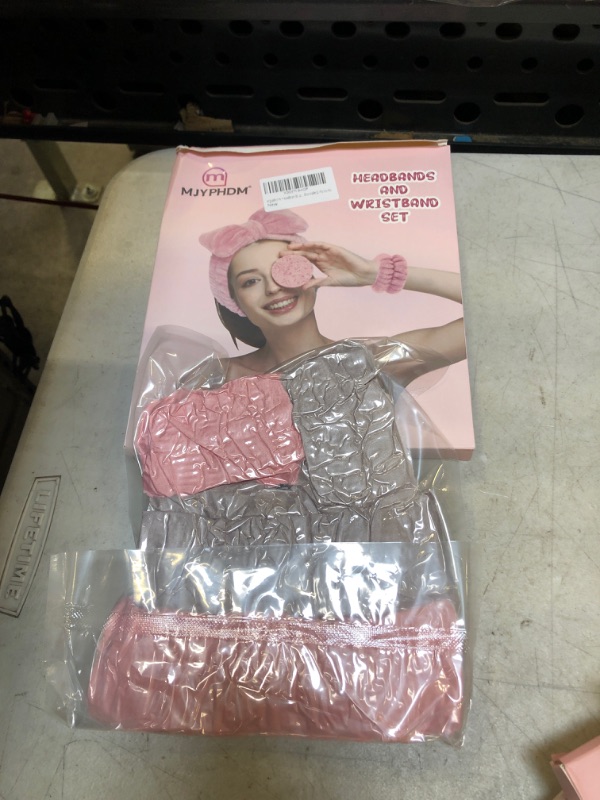 MJYPHDM
HEADBANDS
AND
WRISTBAND
SET
LIFETIME